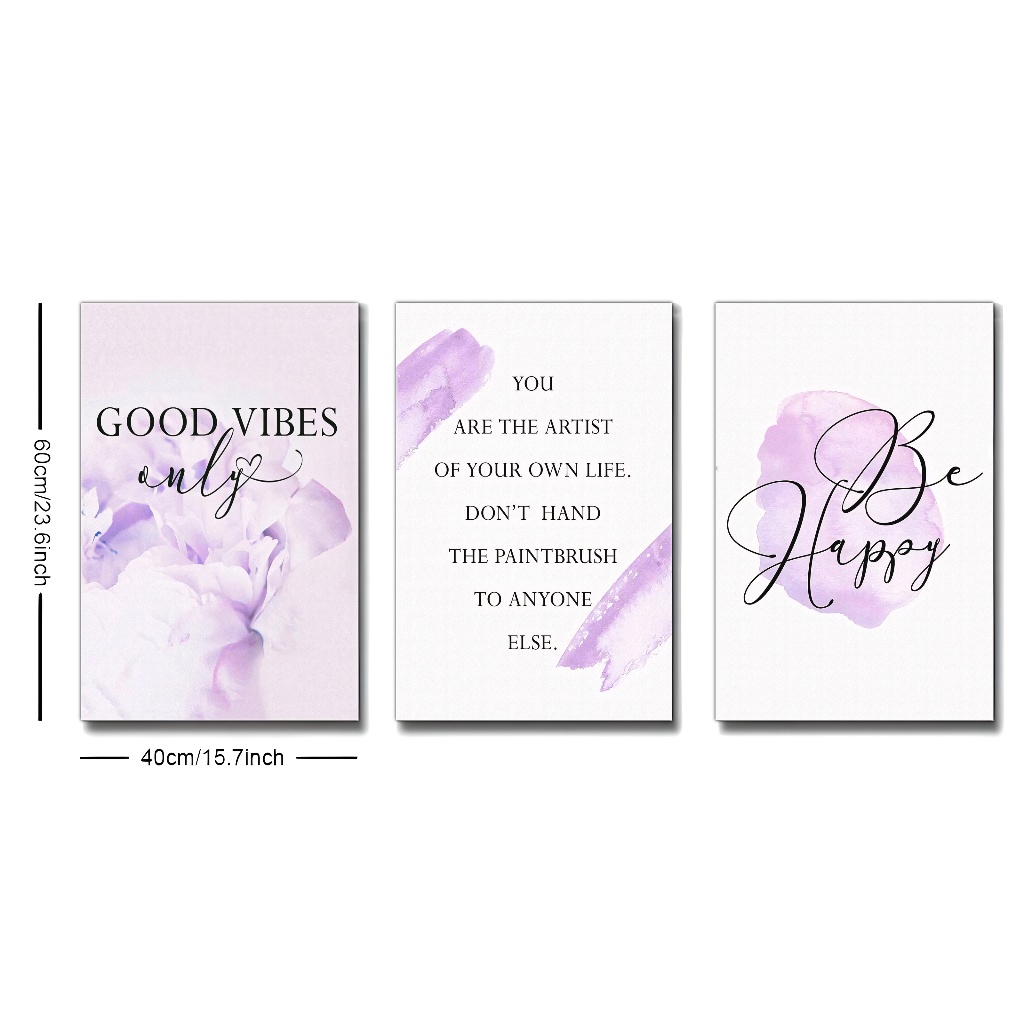 GOOD VIBES
only
YOU
ARE THE ARTIST
OF YOUR OWN LIFE.
DON'T HAND
THE PAINTBRUSH
TO ANYONE
ELSE.
Be
Happy
60cm/23.6inch
40cm/15.7inch